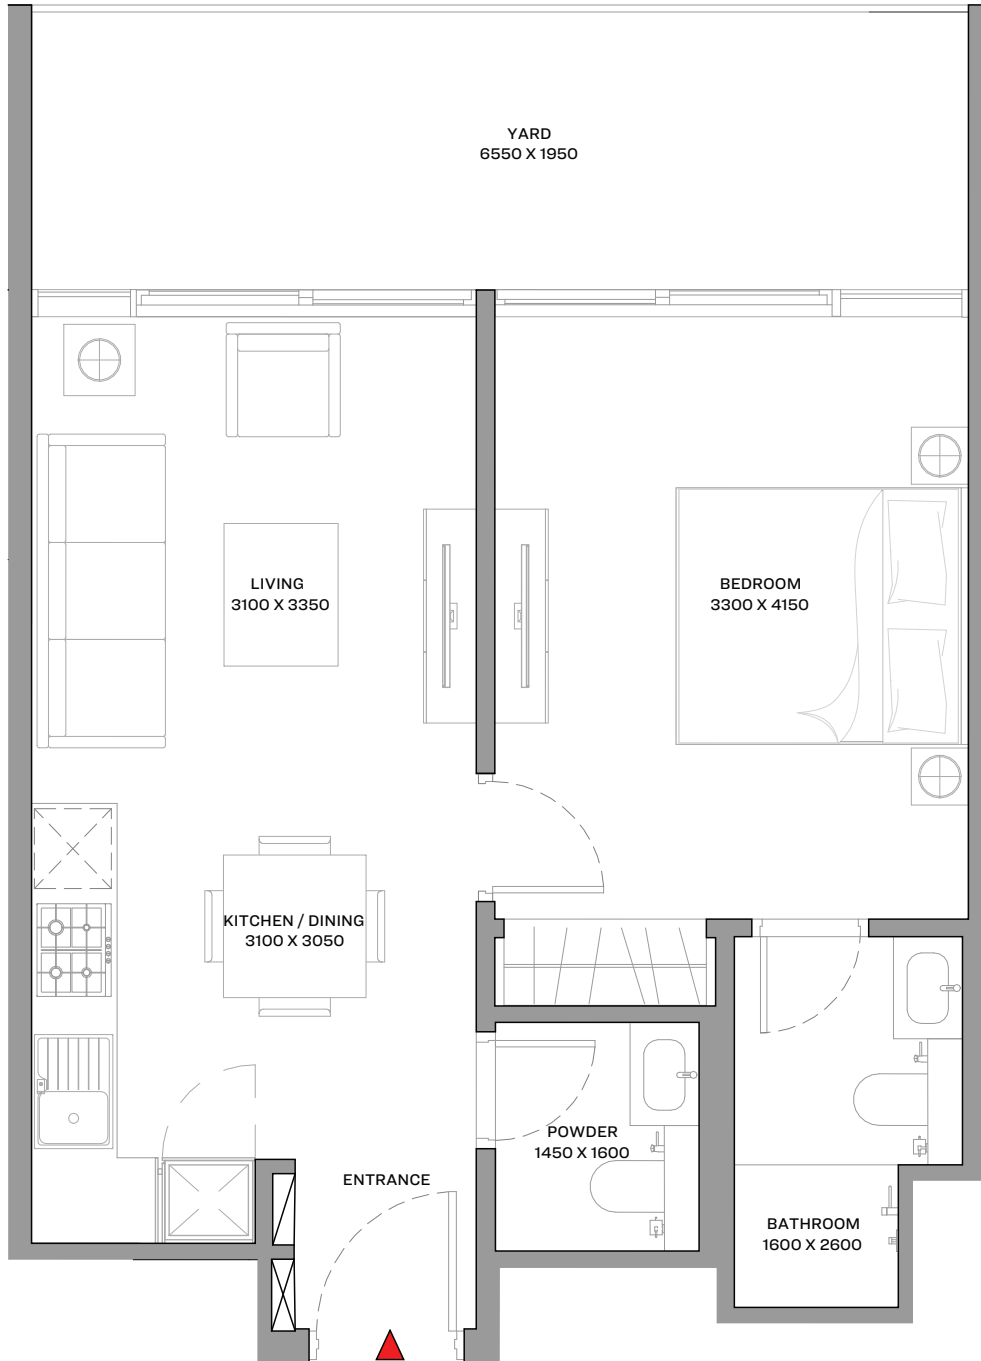 YARD
6550 X 1950
LIVING
3100 X 3350
BEDROOM
3300 X 4150
KITCHEN / DINING
3100 X 3050
POWDER
1450 X 1600
ENTRANCE
BATHROOM
1600 X 2600